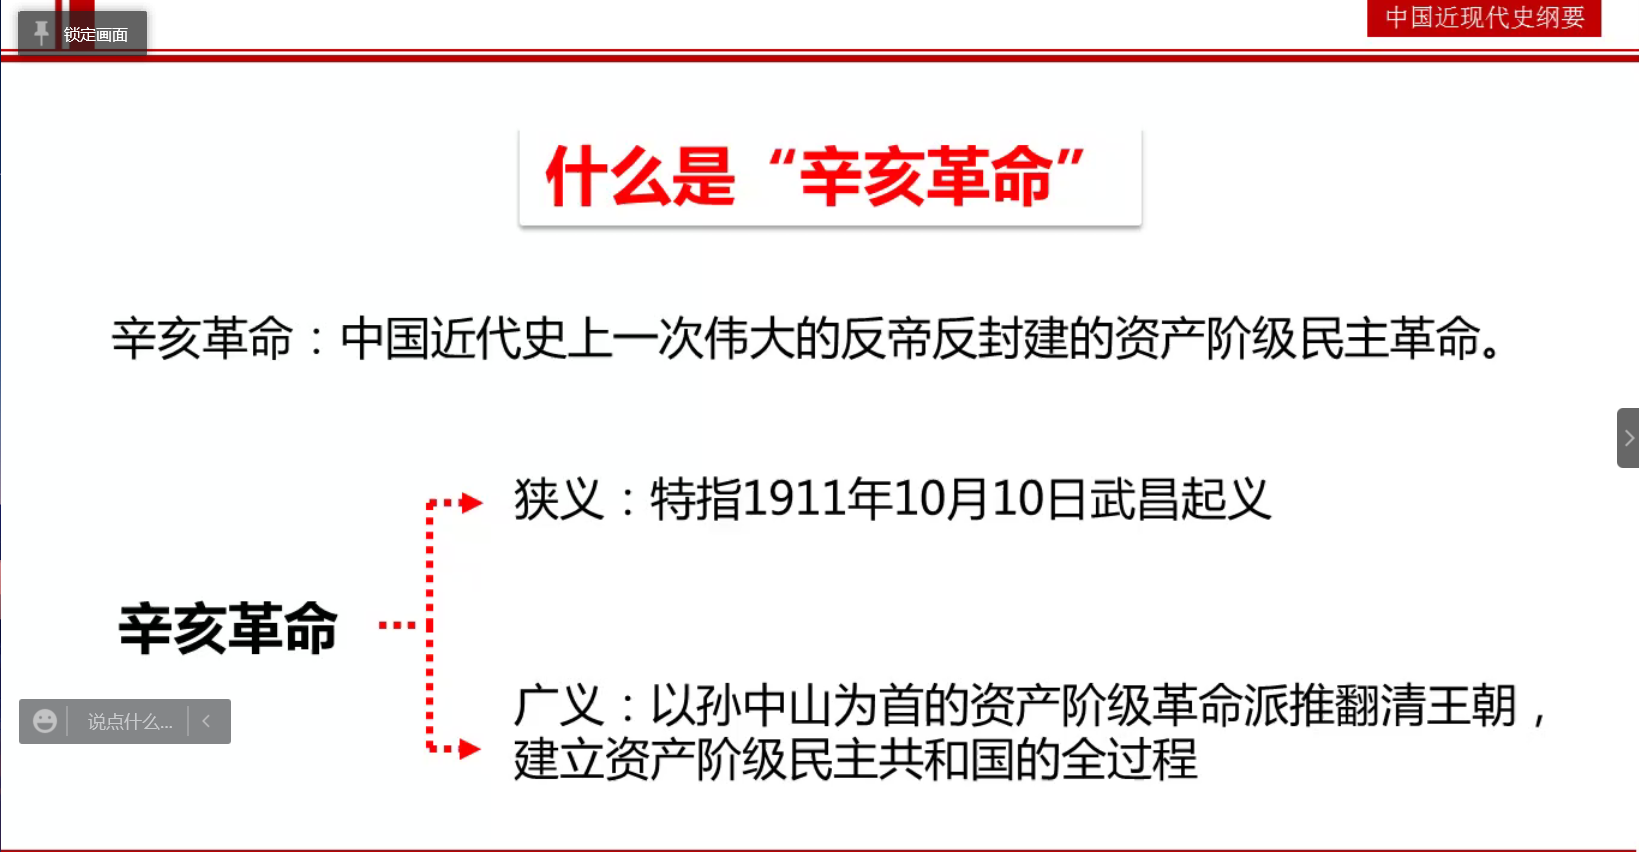 锁定画面
中国近现代史纲要
什么是“辛亥革命”
辛亥革命：中国近代史上一次伟大的反帝反封建的资产阶级民主革命。
狭义：特指1911年10月10日武昌起义
辛亥革命
广义：以孙中山为首的资产阶级革命派推翻清王朝，
建立资产阶级民主共和国的全过程
说点什么...